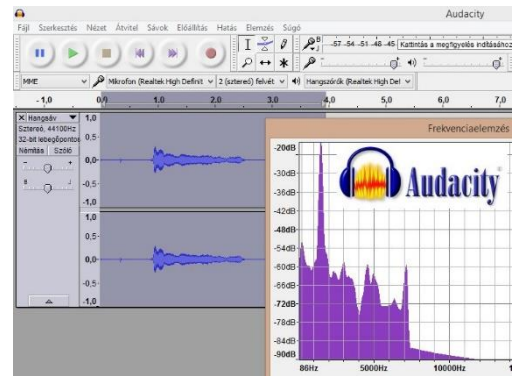 Audacity
Fájl Szerkesztés Nézet Átvitel Sávok Előállítás Hatás Elemzés Súgó
-57 -54 -51 -48 -45 Kattintás a megfigyelés indításához
MME Mikrofon (Realtek High Definit 2 (sztereó) felvét Hangszórók (Realtek High Def
-1,0 0,0 1,0 2,0 3,0 4,0 5,0 6,0 7,0
Hangsáv
Sztereó, 44100Hz
32-bit lebegőpontos
Némítás Szóló
1,0
0,5
0,0
-0,5
-1,0
1,0
0,5
0,0
-0,5
-1,0
Frekvenciaelemzés
Audacity
-20dB
-30dB
-36dB
-42dB
-48dB
-54dB
-60dB
-66dB
-72dB
-78dB
-84dB
-90dB
86Hz 5000Hz 10000Hz